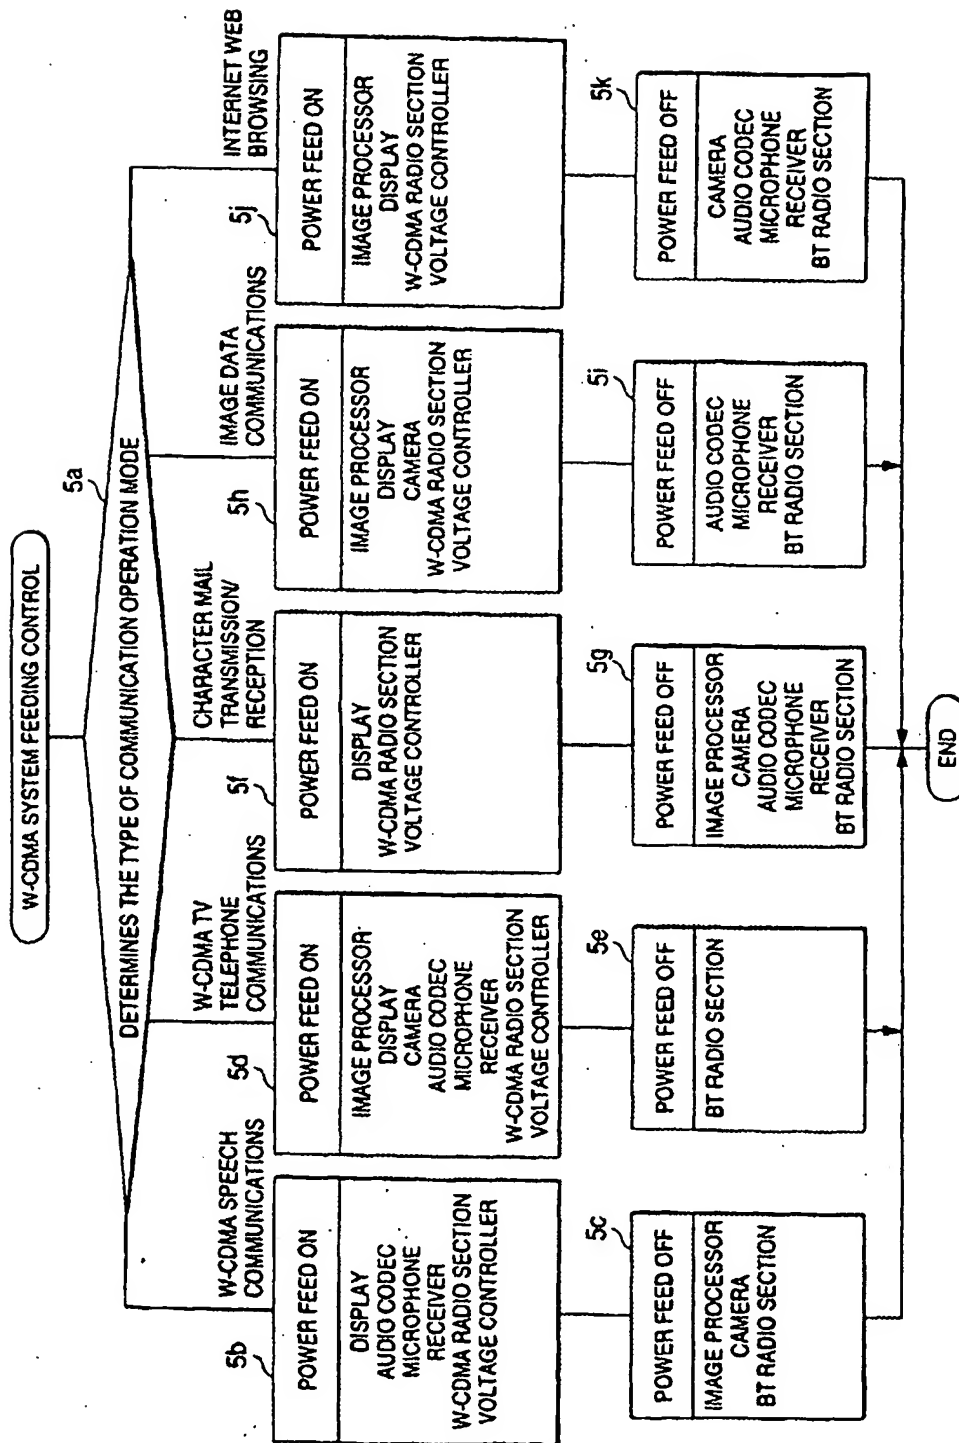 W-CDMA SYSTEM FEEDING CONTROL
5a
DETERMINES THE TYPE OF COMMUNICATION OPERATION MODE
W-CDMA SPEECH
COMMUNICATIONS
5b
POWER FEED ON
DISPLAY
AUDIO CODEC
MICROPHONE
RECEIVER
W-CDMA RADIO SECTION
VOLTAGE CONTROLLER
5c
POWER FEED OFF
IMAGE PROCESSOR
CAMERA
BT RADIO SECTION
W-CDMA TV
TELEPHONE
COMMUNICATIONS
5d
POWER FEED ON
IMAGE PROCESSOR
DISPLAY
CAMERA
AUDIO CODEC
MICROPHONE
RECEIVER
W-CDMA RADIO SECTION
VOLTAGE CONTROLLER
5e
POWER FEED OFF
BT RADIO SECTION
CHARACTER MAIL
TRANSMISSION/
RECEPTION
5f
POWER FEED ON
DISPLAY
W-CDMA RADIO SECTION
VOLTAGE CONTROLLER
5g
POWER FEED OFF
IMAGE PROCESSOR
CAMERA
AUDIO CODEC
MICROPHONE
RECEIVER
BT RADIO SECTION
IMAGE DATA
COMMUNICATIONS
5h
POWER FEED ON
IMAGE PROCESSOR
DISPLAY
CAMERA
W-CDMA RADIO SECTION
VOLTAGE CONTROLLER
5i
POWER FEED OFF
AUDIO CODEC
MICROPHONE
RECEIVER
BT RADIO SECTION
INTERNET WEB
BROWSING
5j
POWER FEED ON
IMAGE PROCESSOR
DISPLAY
W-CDMA RADIO SECTION
VOLTAGE CONTROLLER
5k
POWER FEED OFF
CAMERA
AUDIO CODEC
MICROPHONE
RECEIVER
BT RADIO SECTION
END